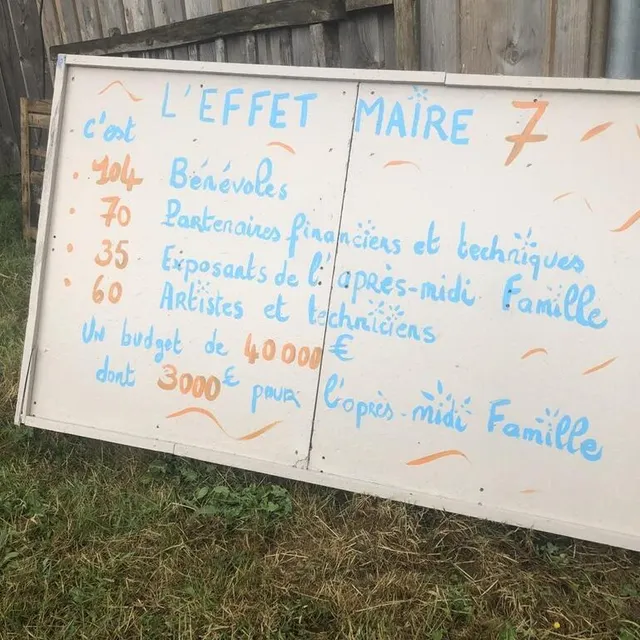 L'EFFET MAÏRE 7
c'est
• 104 Bénévoles
• 70 Partenaires financiers et techniques
• 35 Exposants de l'après-midi Famille
• 60 Artistes et techniciens
Un budget de 40 000 €
dont 3000 € pour l'après-midi Famille